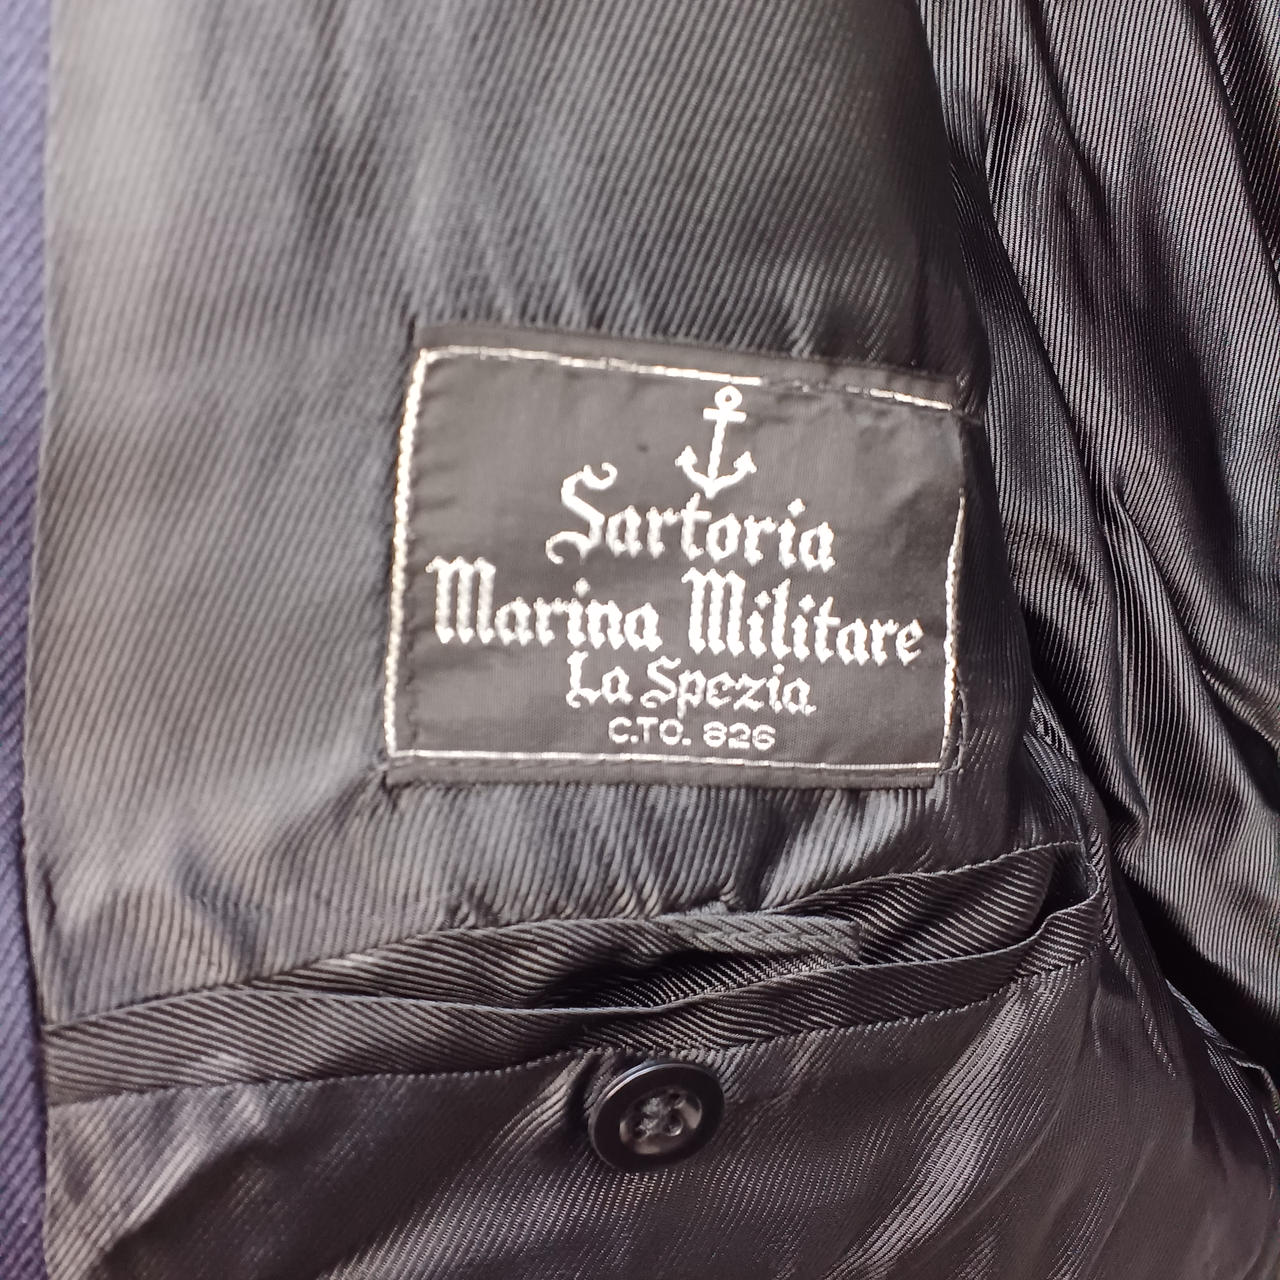 Sartoria
Marina Militare
La Spezia
C.TO. 826